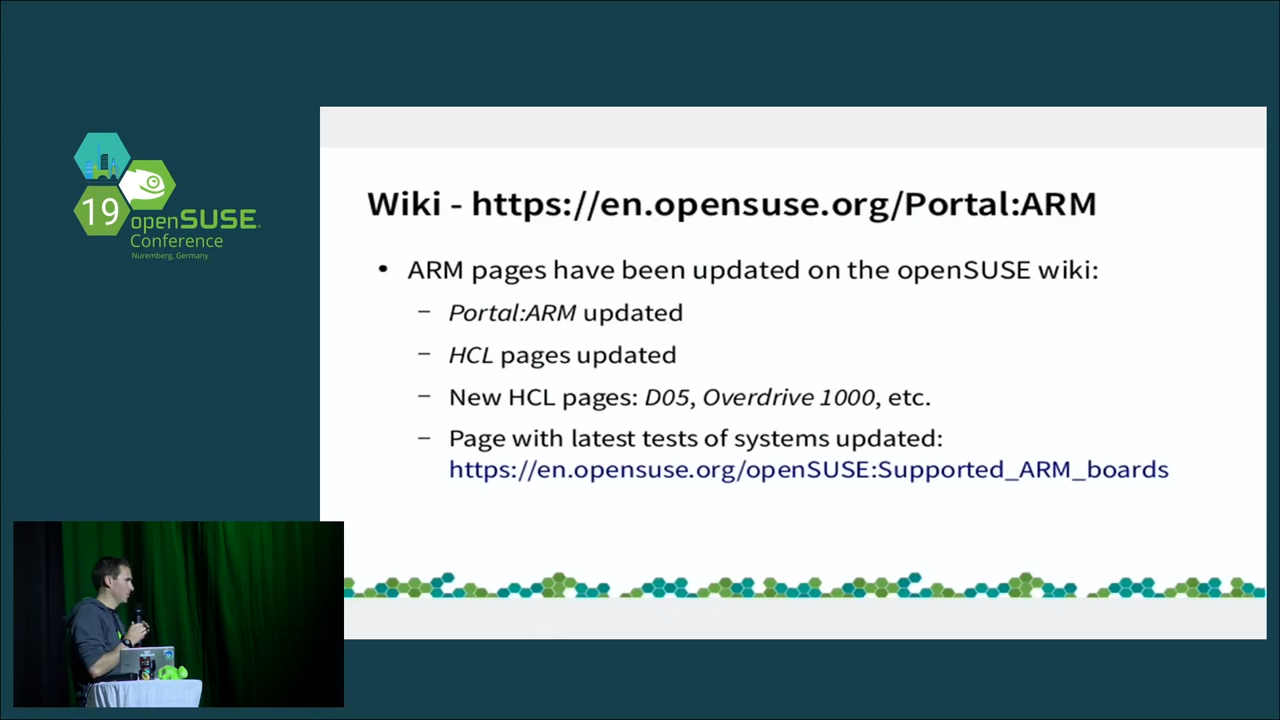 19
openSUSE
Conference
Nuremberg, Germany
Wiki - https://en.opensuse.org/Portal:ARM
• ARM pages have been updated on the openSUSE wiki:
– Portal:ARM updated
– HCL pages updated
– New HCL pages: D05, Overdrive 1000, etc.
– Page with latest tests of systems updated:
https://en.opensuse.org/openSUSE:Supported_ARM_boards